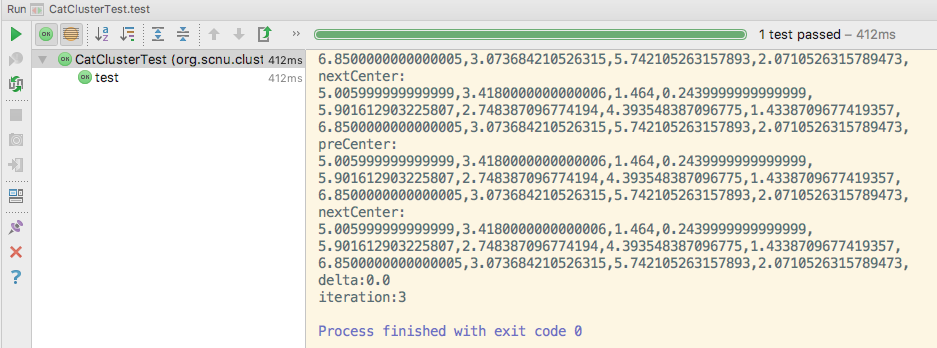 Run CatClusterTest.test
1 test passed – 412ms
CatClusterTest (org.scnu.clust 412ms
test 412ms
6.8500000000000005,3.073684210526315,5.742105263157893,2.071052631578​9473,
nextCenter:
5.005999999999999,3.4180000000000006,1.464,0.2439999999999999,
5.901612903225807,2.748387096774194,4.393548387096775,1.4338709677419357,
6.8500000000000005,3.073684210526315,5.742105263157893,2.0710526315789473,
preCenter:
5.005999999999999,3.4180000000000006,1.464,0.2439999999999999,
5.901612903225807,2.748387096774194,4.393548387096775,1.4338709677419357,
6.8500000000000005,3.073684210526315,5.742105263157893,2.0710526315789473,
nextCenter:
5.005999999999999,3.4180000000000006,1.464,0.2439999999999999,
5.901612903225807,2.748387096774194,4.393548387096775,1.4338709677419357,
6.8500000000000005,3.073684210526315,5.742105263157893,2.0710526315789473,
delta:0.0
iteration:3
Process finished with exit code 0